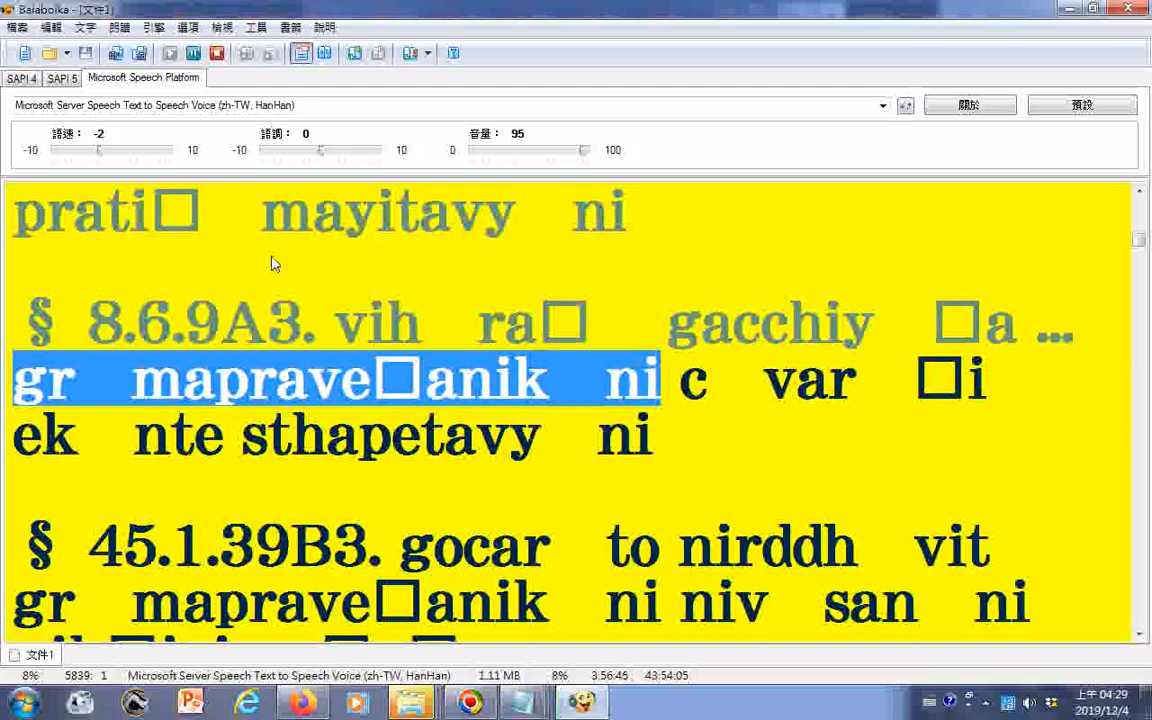 Balabolka - [文件1]
檔案 編輯 文字 朗讀 引擎 選項 檢視 工具 書籤 說明
SAPI 4 SAPI 5 Microsoft Speech Platform
Microsoft Server Speech Text to Speech Voice (zh-TW, HanHan) 關於 預設
語速： -2 語調： 0 音量： 95
-10 10 -10 10 0 100
prati□ mayitavy ni
§ 8.6.9A3. vih ra□ gacchiy □a ...
gr maprave□anik ni c var □i
ek nte sthapetavy ni
§ 45.1.39B3. gocar to nirddh vit
gr maprave□anik ni niv san ni
文件1
8% 5839: 1 Microsoft Server Speech Text to Speech Voice (zh-TW, HanHan) 1.11 MB 8% 3:56:46 43:54:05
上午 04:29
2019/12/4